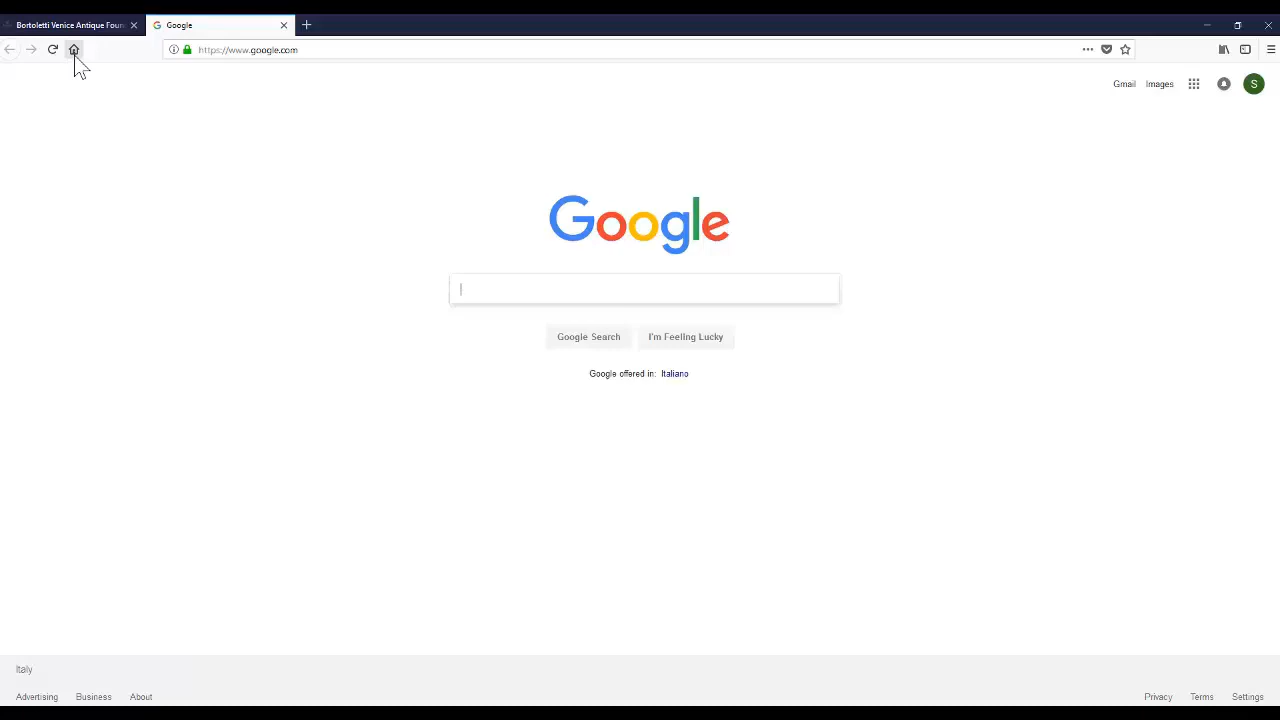 Bortoletti Venice Antique Foun
Google
https://www.google.com
Gmail
Images
S
Google
Google Search
I'm Feeling Lucky
Google offered in: Italiano
Italy
Advertising
Business
About
Privacy
Terms
Settings